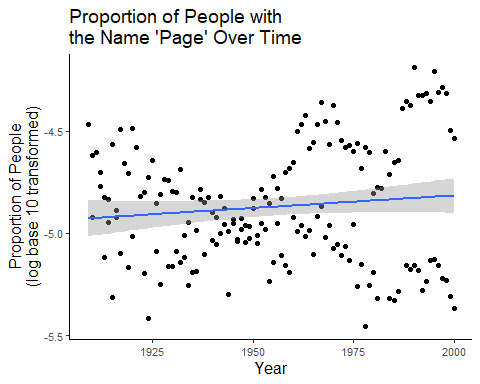 Proportion of People with
the Name 'Page' Over Time
Proportion of People
(log base 10 transformed)
-4.5
-5.0
-5.5
1925
1950
1975
2000
Year